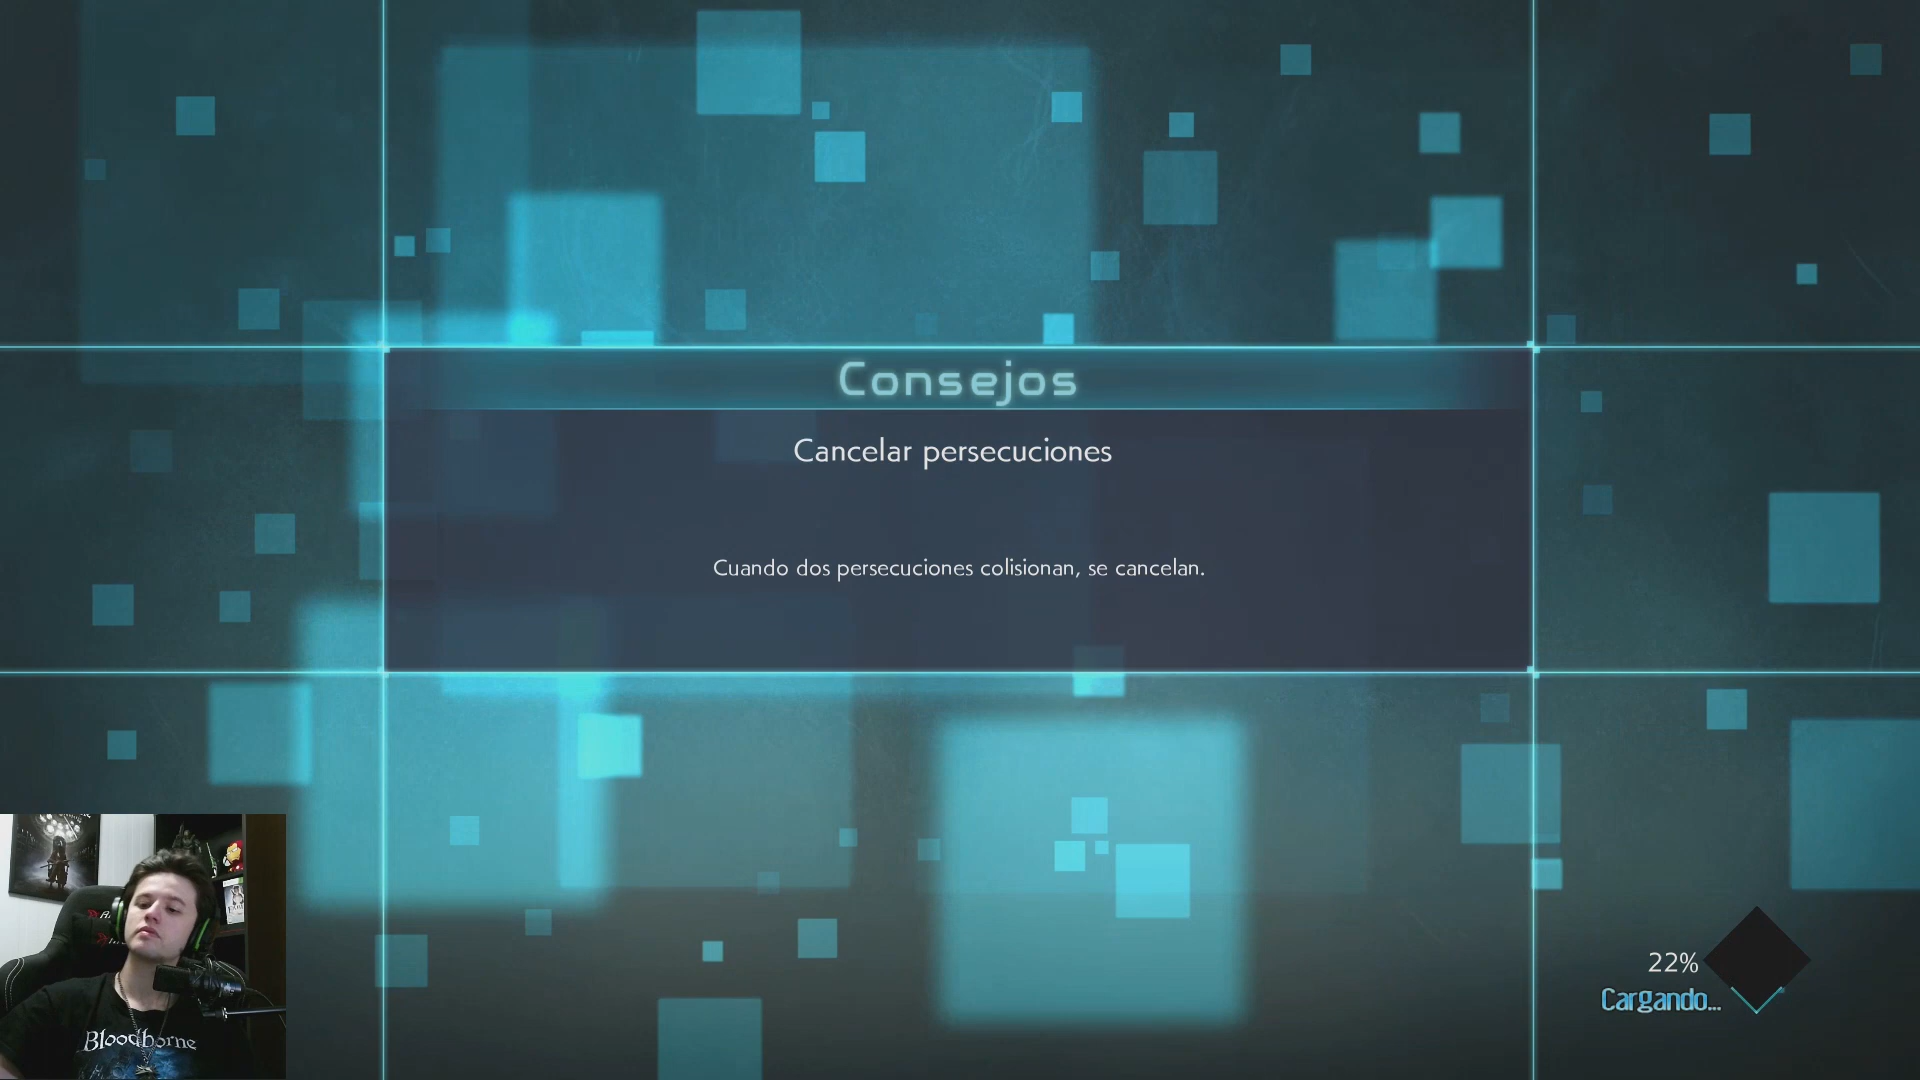 Consejos
Cancelar persecuciones
Cuando dos persecuciones colisionan, se cancelan.
22%
Cargando...
Bloodborne